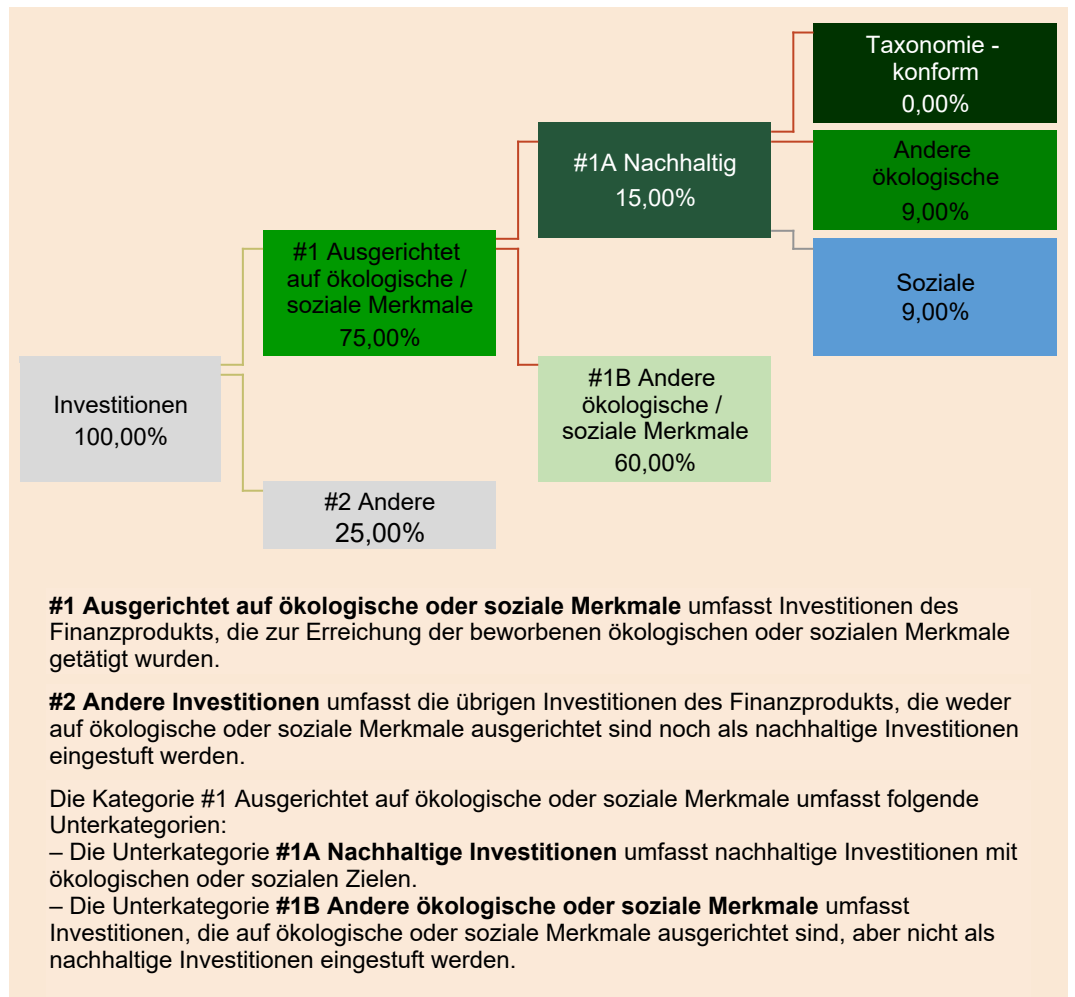 Taxonomie -
konform
0,00%
#1A Nachhaltig
15,00%
Andere
ökologische
9,00%
#1 Ausgerichtet
auf ökologische /
soziale Merkmale
75,00%
Soziale
9,00%
Investitionen
100,00%
#1B Andere
ökologische /
soziale Merkmale
60,00%
#2 Andere
25,00%
#1 Ausgerichtet auf ökologische oder soziale Merkmale umfasst Investitionen des
Finanzprodukts, die zur Erreichung der beworbenen ökologischen oder sozialen Merkmale
getätigt wurden.
#2 Andere Investitionen umfasst die übrigen Investitionen des Finanzprodukts, die weder
auf ökologische oder soziale Merkmale ausgerichtet sind noch als nachhaltige Investitionen
eingestuft werden.
Die Kategorie #1 Ausgerichtet auf ökologische oder soziale Merkmale umfasst folgende
Unterkategorien:
– Die Unterkategorie #1A Nachhaltige Investitionen umfasst nachhaltige Investitionen mit
ökologischen oder sozialen Zielen.
– Die Unterkategorie #1B Andere ökologische oder soziale Merkmale umfasst
Investitionen, die auf ökologische oder soziale Merkmale ausgerichtet sind, aber nicht als
nachhaltige Investitionen eingestuft werden.